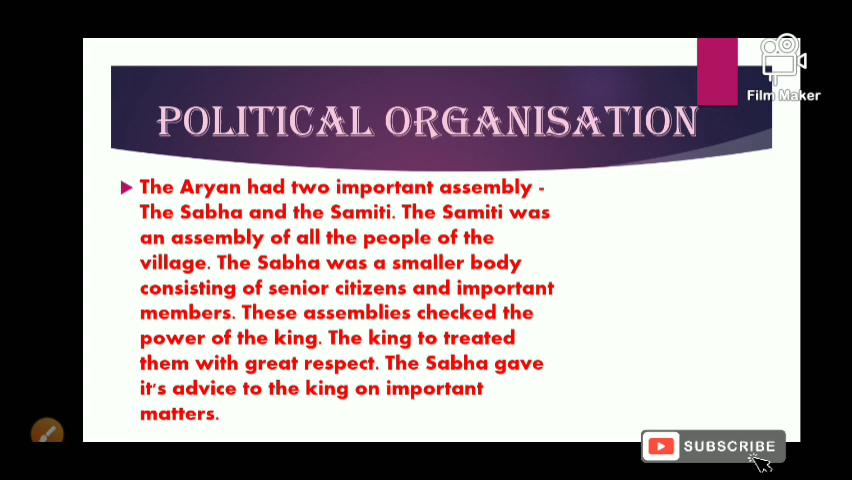 Film Maker
POLITICAL ORGANISATION
The Aryan had two important assembly -
The Sabha and the Samiti. The Samiti was
an assembly of all the people of the
village. The Sabha was a smaller body
consisting of senior citizens and important
members. These assemblies checked the
power of the king. The king to treated
them with great respect. The Sabha gave
it's advice to the king on important
matters.
SUBSCRIBE